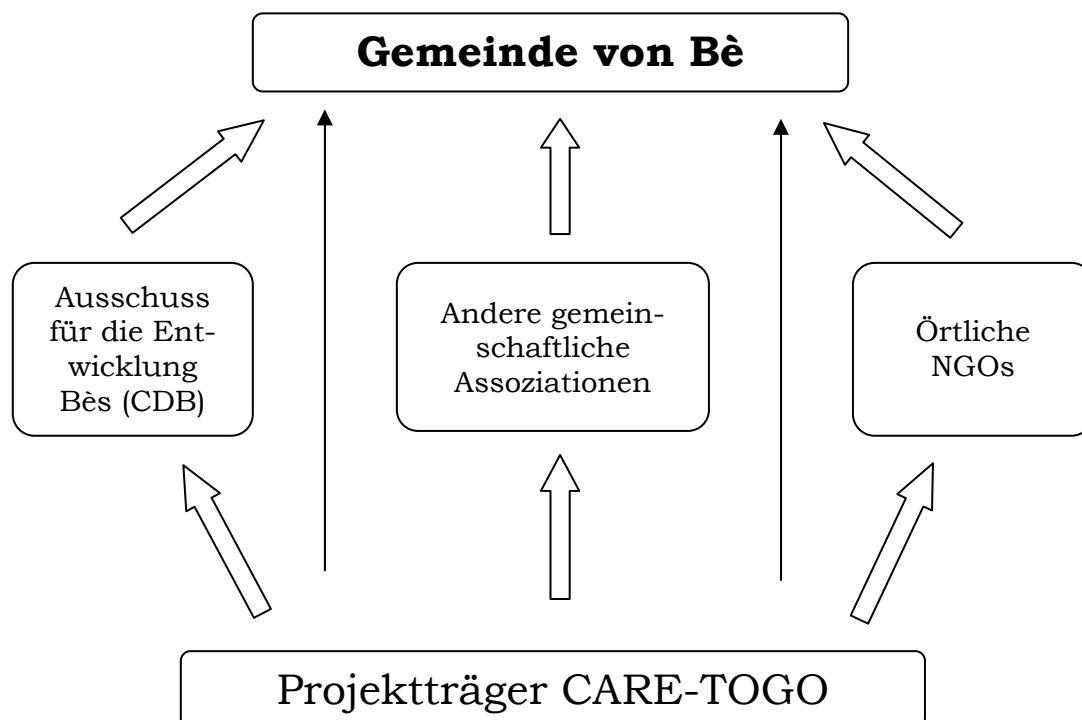 Gemeinde von Bè
Ausschuss
für die Ent-
wicklung
Bès (CDB)
Andere gemein-
schaftliche
Assoziationen
Örtliche
NGOs
Projektträger CARE-TOGO